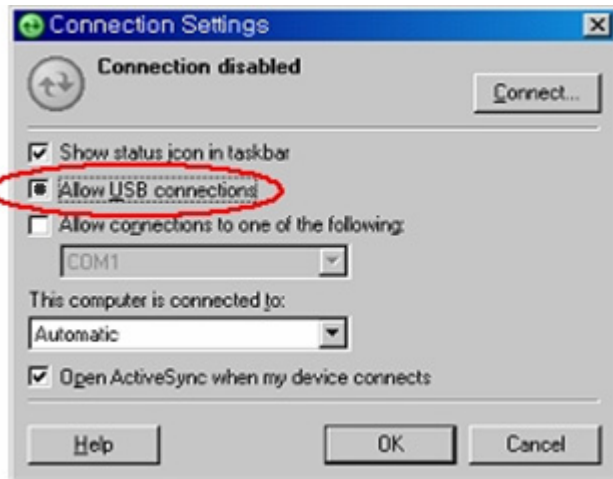 Connection Settings
Connection disabled
Connect...
Show status icon in taskbar
Allow USB connections
Allow connections to one of the following:
COM1
This computer is connected to:
Automatic
Open ActiveSync when my device connects
Help OK Cancel